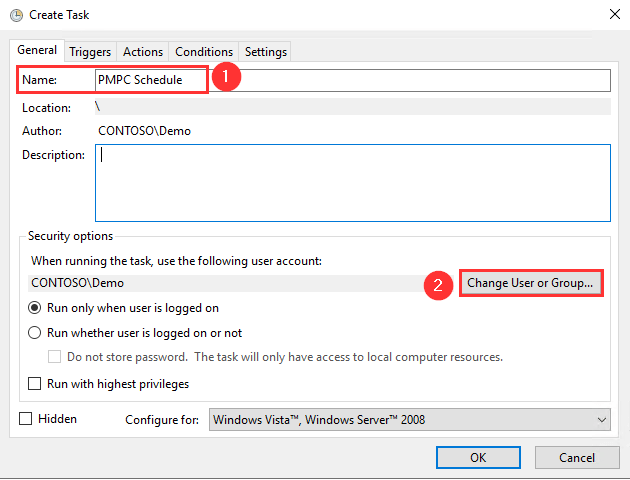 Create Task
General Triggers Actions Conditions Settings
Name: PMPC Schedule 1
Location: \
Author: CONTOSO\Demo
Description:
Security options
When running the task, use the following user account:
CONTOSO\Demo 2 Change User or Group...
Run only when user is logged on
Run whether user is logged on or not
Do not store password. The task will only have access to local computer resources.
Run with highest privileges
Hidden Configure for: Windows Vista™, Windows Server™ 2008
OK Cancel